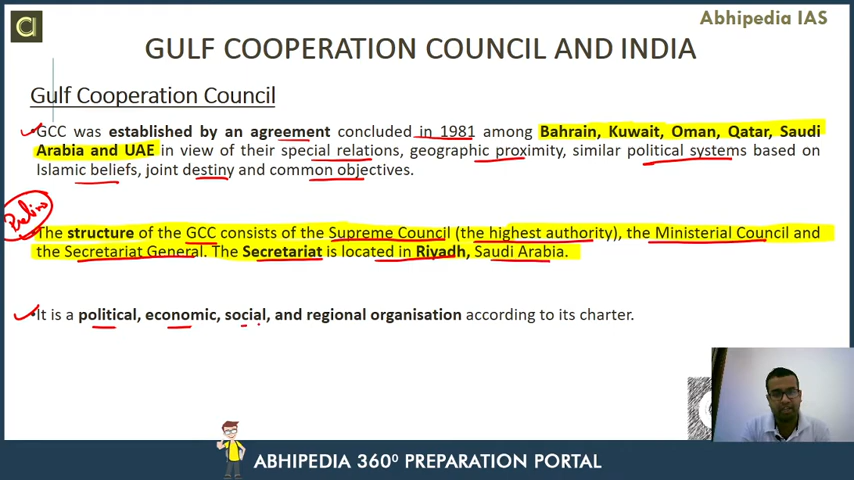 Abhipedia IAS
GULF COOPERATION COUNCIL AND INDIA
Gulf Cooperation Council
•GCC was established by an agreement concluded in 1981 among Bahrain, Kuwait, Oman, Qatar, Saudi
Arabia and UAE in view of their special relations, geographic proximity, similar political systems based on
Islamic beliefs, joint destiny and common objectives.
Prelims
•The structure of the GCC consists of the Supreme Council (the highest authority), the Ministerial Council and
the Secretariat General. The Secretariat is located in Riyadh, Saudi Arabia.
•It is a political, economic, social, and regional organisation according to its charter.
ABHIPEDIA 360⁰ PREPARATION PORTAL